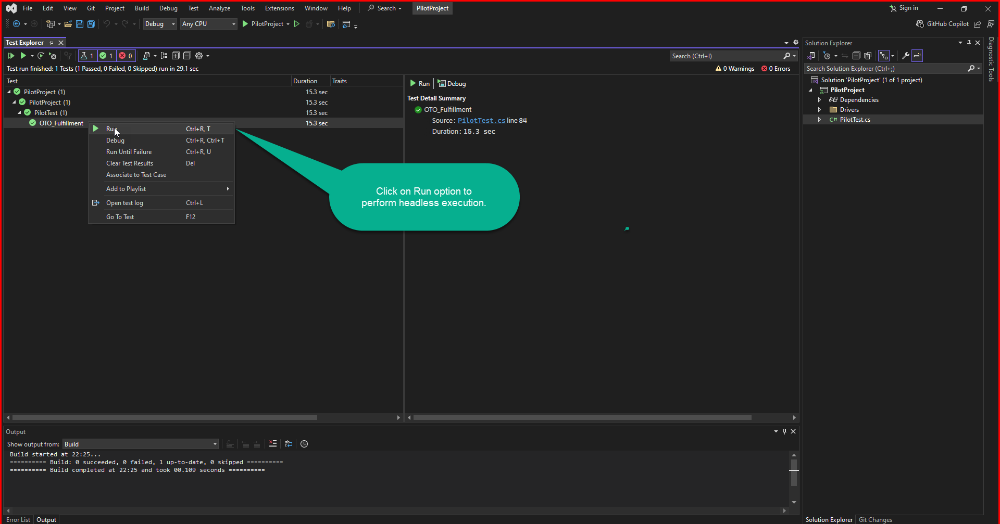 File Edit View Git Project Build Debug Test Analyze Tools Extensions Window Help Search PilotProject Sign in
Debug Any CPU PilotProject GitHub Copilot
Test Explorer
1 1 0 Search (Ctrl+I)
Test run finished: 1 Tests (1 Passed, 0 Failed, 0 Skipped) run in 29.1 sec 0 Warnings 0 Errors
Test Duration Traits
PilotProject (1) 15.3 sec
PilotProject (1) 15.3 sec
PilotTest (1) 15.3 sec
OTO_Fulfillment 15.3 sec
Run Ctrl+R, T
Debug Ctrl+R, Ctrl+T
Run Until Failure Ctrl+R, U
Clear Test Results Del
Associate to Test Case
Add to Playlist
Open test log Ctrl+L
Go To Test F12
Click on Run option to
perform headless execution.
Run Debug
Test Detail Summary
OTO_Fulfillment
Source: PilotTest.cs line 84
Duration: 15.3 sec
Solution Explorer
Search Solution Explorer (Ctrl+;)
Solution 'PilotProject' (1 of 1 project)
PilotProject
Dependencies
Drivers
C# PilotTest.cs
Diagnostic Tools
Output
Show output from: Build
Build started at 22:25...
========== Build: 0 succeeded, 0 failed, 1 up-to-date, 0 skipped ==========
========== Build completed at 22:25 and took 00.109 seconds ==========
Error List Output
Solution Explorer Git Changes